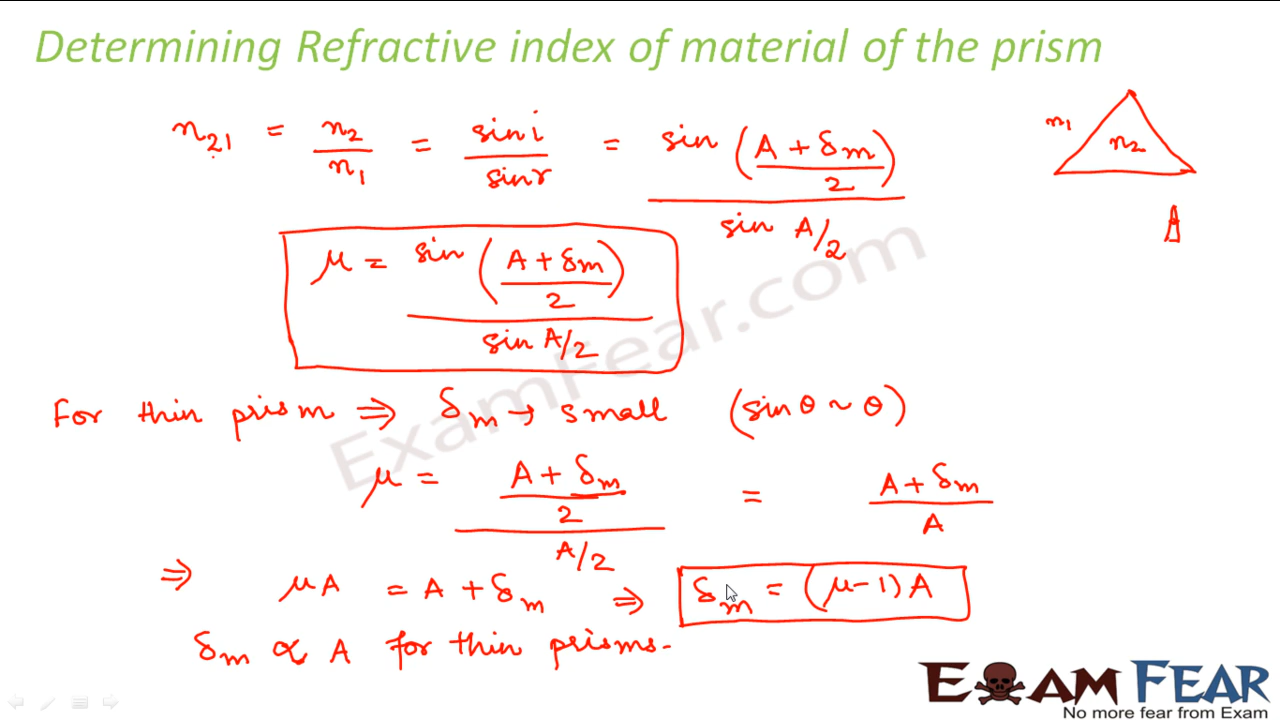 Determining Refractive index of material of the prism
n₂₁ = n₂/n₁ = sin i/sin r = sin ((A + δm)/2) / sin A/2
n₁
n₂
μ = sin ((A + δm)/2) / sin A/2
For thin prism ⇒ δm → small (sin θ ~ θ)
μ = ((A + δm)/2) / (A/2) = (A + δm)/A
⇒ μA = A + δm ⇒ δm = (μ-1)A
δm ∝ A for thin prisms.
ExamFear.com
EXAM FEAR
No more fear from Exam